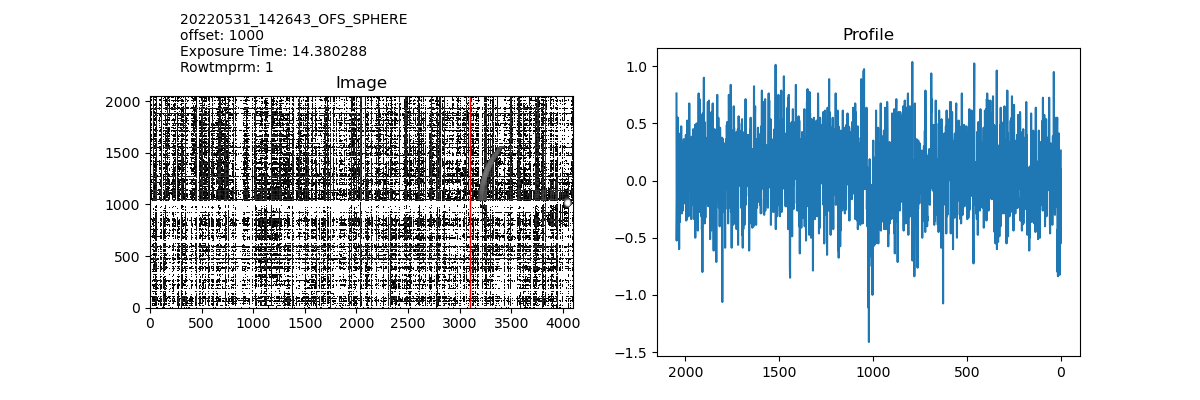 20220531_142643_OFS_SPHERE
offset: 1000
Exposure Time: 14.380288
Rowtmprm: 1
Image
2000
1500
1000
500
0
0 500 1000 1500 2000 2500 3000 3500 4000
Profile
1.0
0.5
0.0
−0.5
−1.0
−1.5
2000 1500 1000 500 0